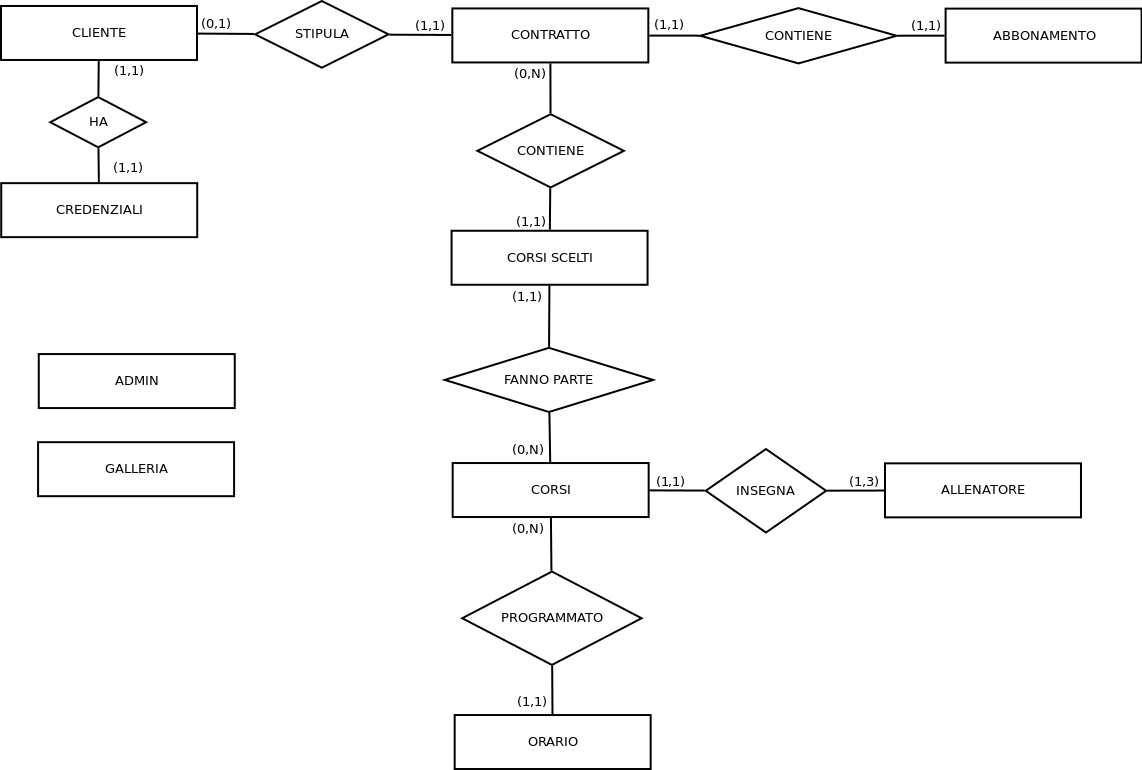 CLIENTE
(0,1)
STIPULA
(1,1)
CONTRATTO
(1,1)
CONTIENE
(1,1)
ABBONAMENTO
(1,1)
HA
(1,1)
CREDENZIALI
(0,N)
CONTIENE
(1,1)
CORSI SCELTI
(1,1)
FANNO PARTE
(0,N)
ADMIN
GALLERIA
CORSI
(1,1)
INSEGNA
(1,3)
ALLENATORE
(0,N)
PROGRAMMATO
(1,1)
ORARIO